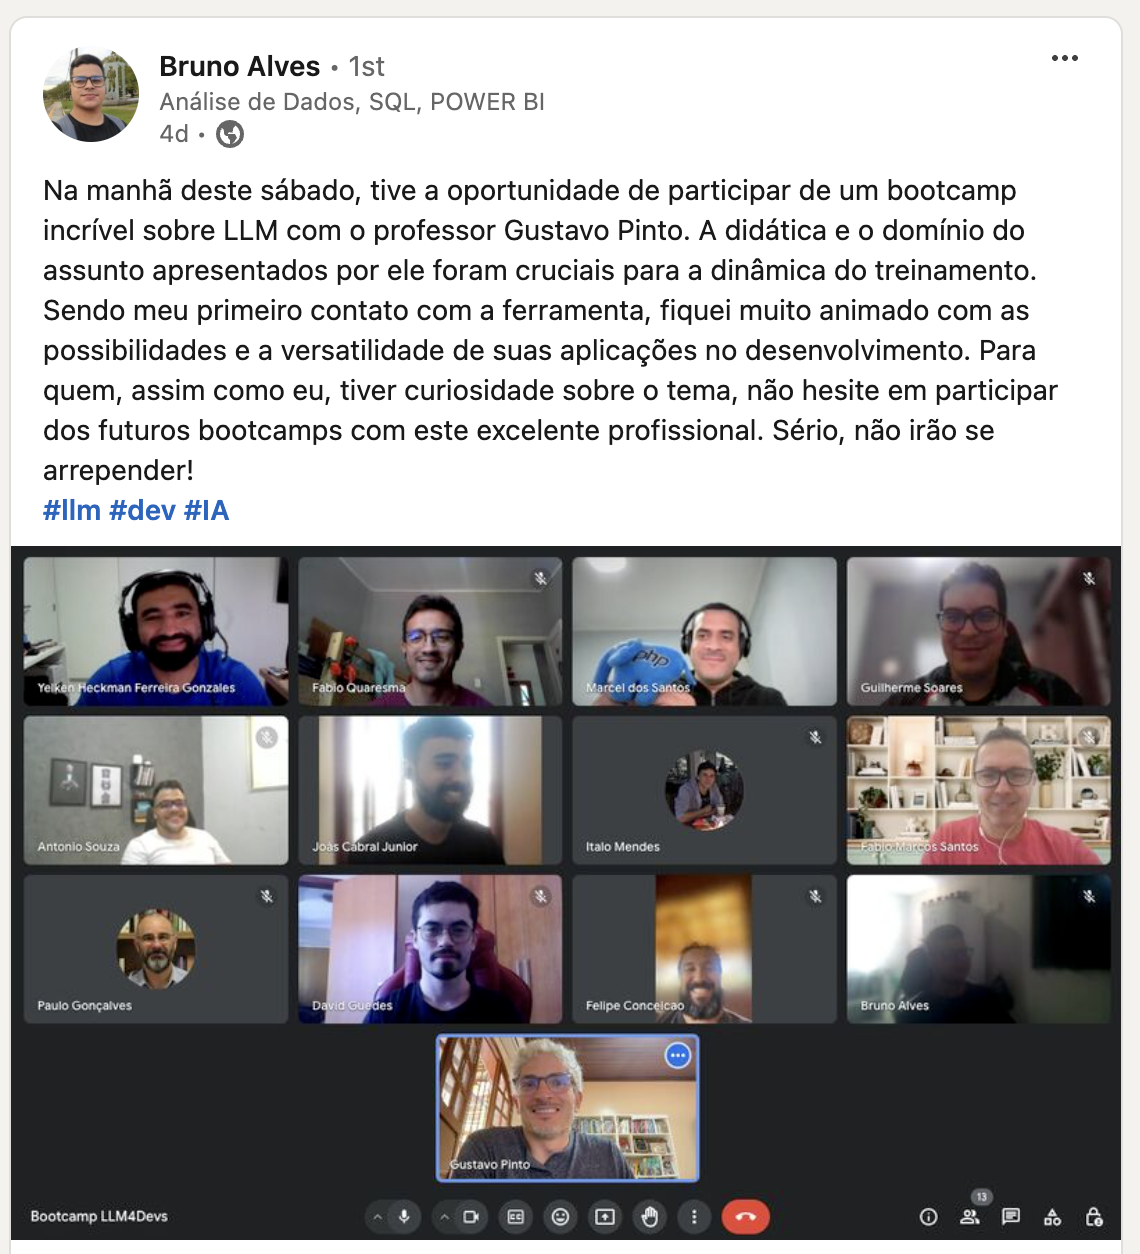 Bruno Alves • 1st
Análise de Dados, SQL, POWER BI
4d •
Na manhã deste sábado, tive a oportunidade de participar de um bootcamp
incrível sobre LLM com o professor Gustavo Pinto. A didática e o domínio do
assunto apresentados por ele foram cruciais para a dinâmica do treinamento.
Sendo meu primeiro contato com a ferramenta, fiquei muito animado com as
possibilidades e a versatilidade de suas aplicações no desenvolvimento. Para
quem, assim como eu, tiver curiosidade sobre o tema, não hesite em participar
dos futuros bootcamps com este excelente profissional. Sério, não irão se
arrepender!
#llm #dev #IA
php
Yelken Heckman Ferreira Gonzales
Fabio Quaresma
Marcel dos Santos
Guilherme Soares
Antonio Souza
Joas Cabral Junior
Italo Mendes
Fabio Marcos Santos
Paulo Gonçalves
David Guedes
Felipe Conceicao
Bruno Alves
Gustavo Pinto
Bootcamp LLM4Devs
CC
13